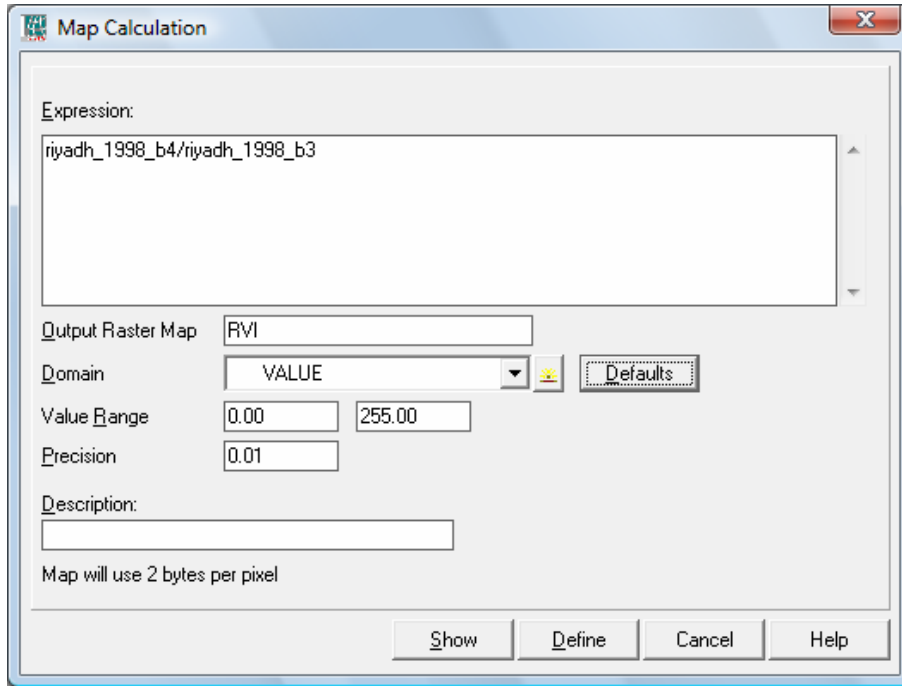 Map Calculation
Expression:
riyadh_1998_b4/riyadh_1998_b3
Output Raster Map RVI
Domain VALUE Defaults
Value Range 0.00 255.00
Precision 0.01
Description:
Map will use 2 bytes per pixel
Show Define Cancel Help